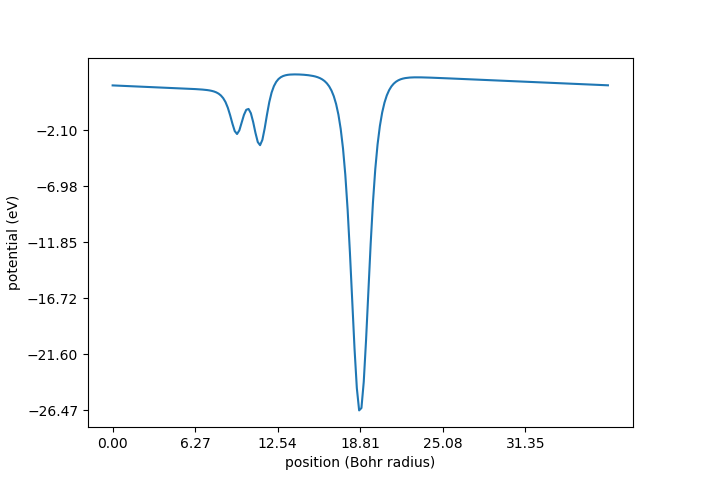 potential (eV)
−2.10
−6.98
−11.85
−16.72
−21.60
−26.47
0.00 6.27 12.54 18.81 25.08 31.35
position (Bohr radius)